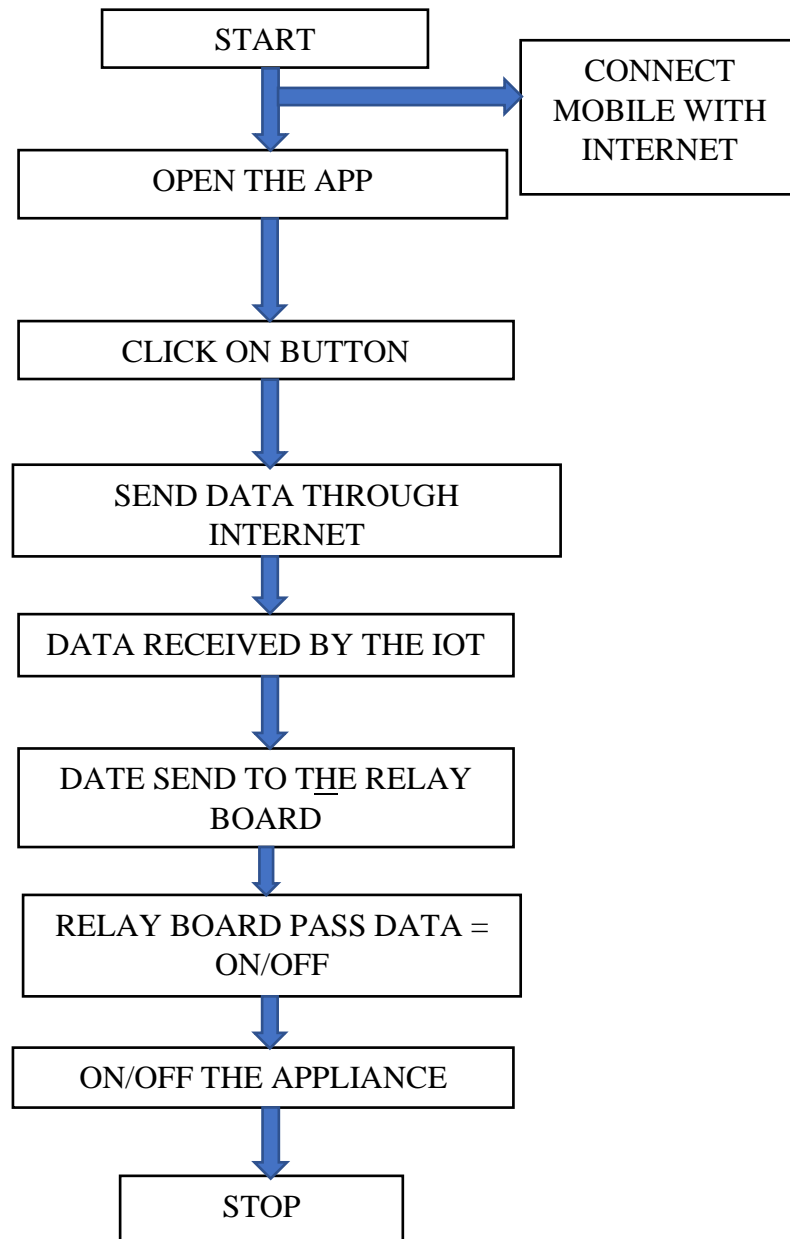 START
CONNECT
MOBILE WITH
INTERNET
OPEN THE APP
CLICK ON BUTTON
SEND DATA THROUGH
INTERNET
DATA RECEIVED BY THE IOT
DATE SEND TO THE RELAY
BOARD
RELAY BOARD PASS DATA =
ON/OFF
ON/OFF THE APPLIANCE
STOP